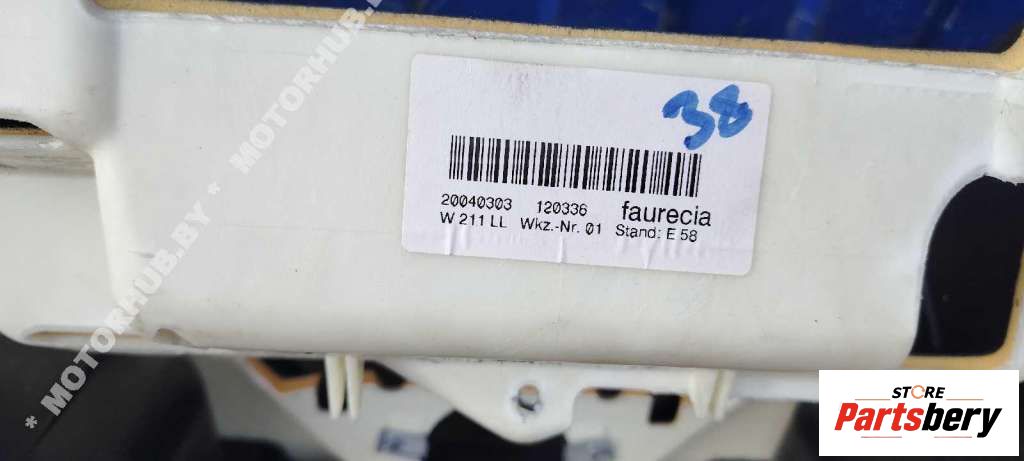 38
20040303 120336 faurecia
W 211 LL Wkz.-Nr. 01 Stand: E 58
* MOTORHUB.BY * MOTORHUB.BY
STORE
Partsbery